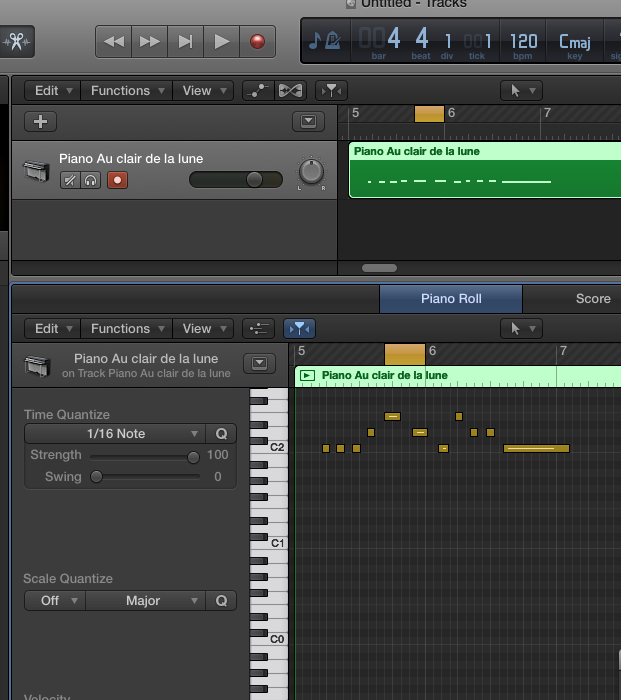 Untitled - Tracks
4 4 1 1 120 Cmaj
bar beat div tick bpm key
Edit Functions View
5 6 7
Piano Au clair de la lune
Piano Au clair de la lune
L R
Piano Roll Score
Edit Functions View
5 6 7
Piano Au clair de la lune
on Track Piano Au clair de la lune
Piano Au clair de la lune
Time Quantize
1/16 Note Q
C2
Strength 100
Swing 0
C1
Scale Quantize
Off Major Q
C0
Velocity